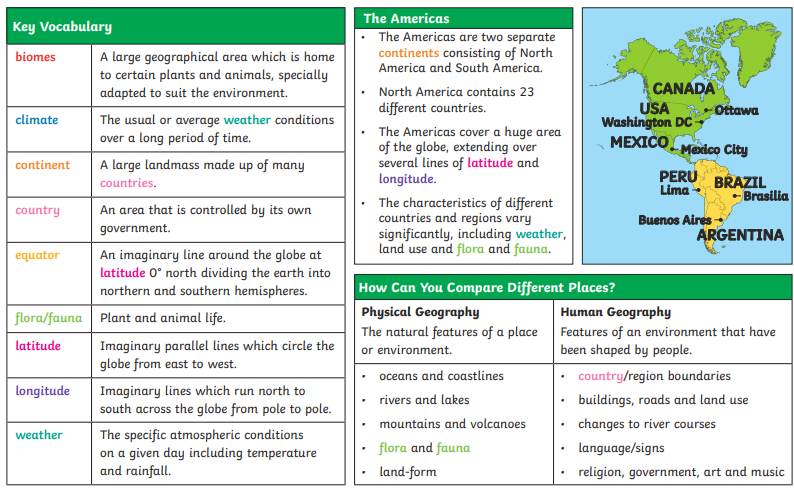 Key Vocabulary
biomes
A large geographical area which is home
to certain plants and animals, specially
adapted to suit the environment.
climate
The usual or average weather conditions
over a long period of time.
continent
A large landmass made up of many
countries.
country
An area that is controlled by its own
government.
equator
An imaginary line around the globe at
latitude 0° north dividing the earth into
northern and southern hemispheres.
flora/fauna
Plant and animal life.
latitude
Imaginary parallel lines which circle the
globe from east to west.
longitude
Imaginary lines which run north to
south across the globe from pole to pole.
weather
The specific atmospheric conditions
on a given day including temperature
and rainfall.
The Americas
• The Americas are two separate
continents consisting of North
America and South America.
• North America contains 23
different countries.
• The Americas cover a huge area
of the globe, extending over
several lines of latitude and
longitude.
• The characteristics of different
countries and regions vary
significantly, including weather,
land use and flora and fauna.
CANADA
USA
Ottawa
Washington DC
MEXICO
Mexico City
PERU
BRAZIL
Lima
Brasilia
Buenos Aires
ARGENTINA
How Can You Compare Different Places?
Physical Geography
The natural features of a place
or environment.
• oceans and coastlines
• rivers and lakes
• mountains and volcanoes
• flora and fauna
• land-form
Human Geography
Features of an environment that have
been shaped by people.
• country/region boundaries
• buildings, roads and land use
• changes to river courses
• language/signs
• religion, government, art and music